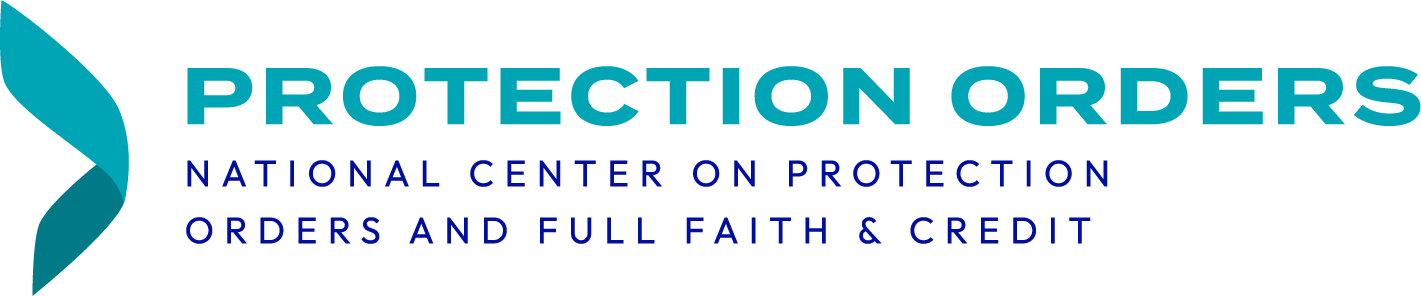 PROTECTION ORDERS
NATIONAL CENTER ON PROTECTION
ORDERS AND FULL FAITH & CREDIT